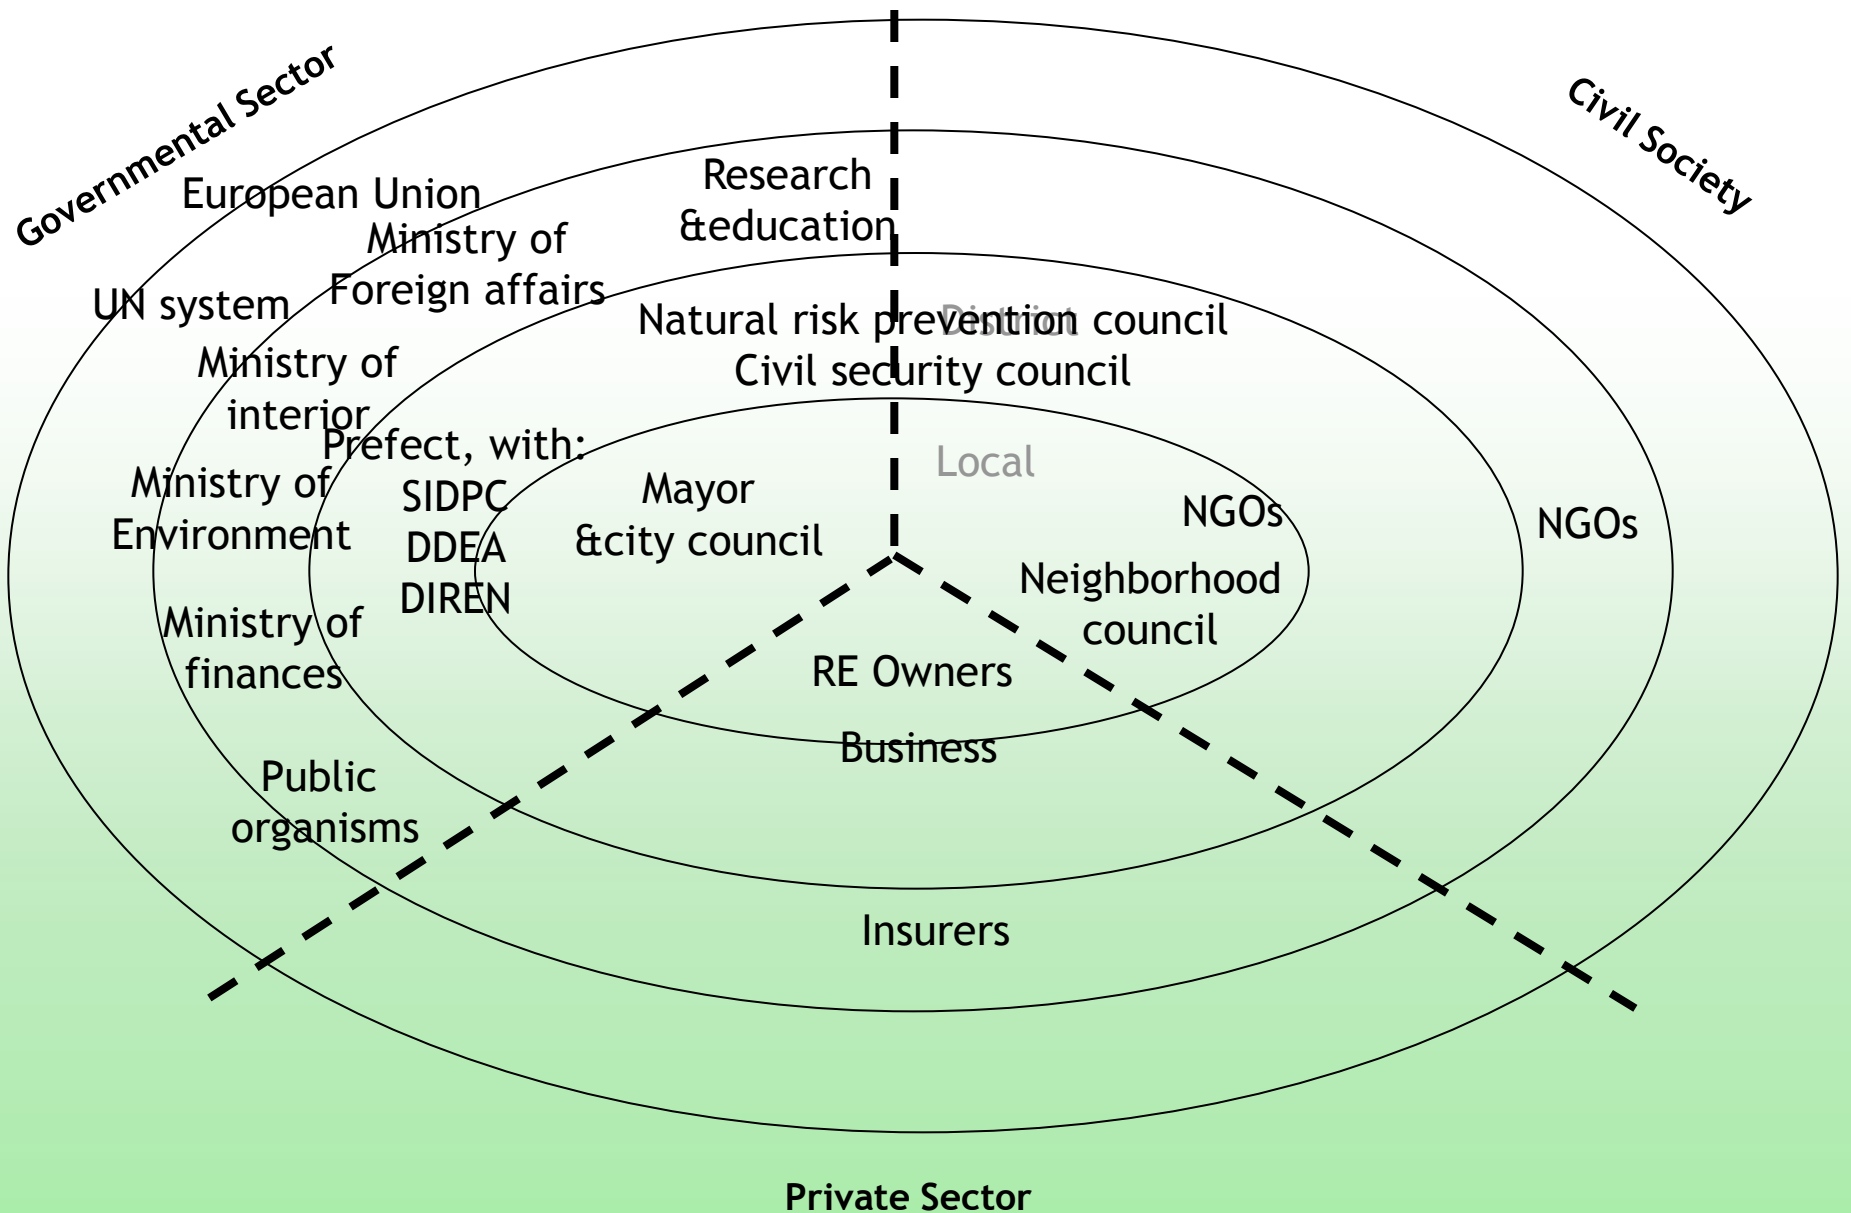 Governmental Sector
Civil Society
European Union
Research
&education
Ministry of
Foreign affairs
UN system
Natural risk prevention council
District
Civil security council
Ministry of
interior
Prefect, with:
SIDPC
DDEA
DIREN
Local
Mayor
&city council
NGOs
NGOs
Ministry of
Environment
Neighborhood
council
Ministry of
finances
RE Owners
Business
Public
organisms
Insurers
Private Sector